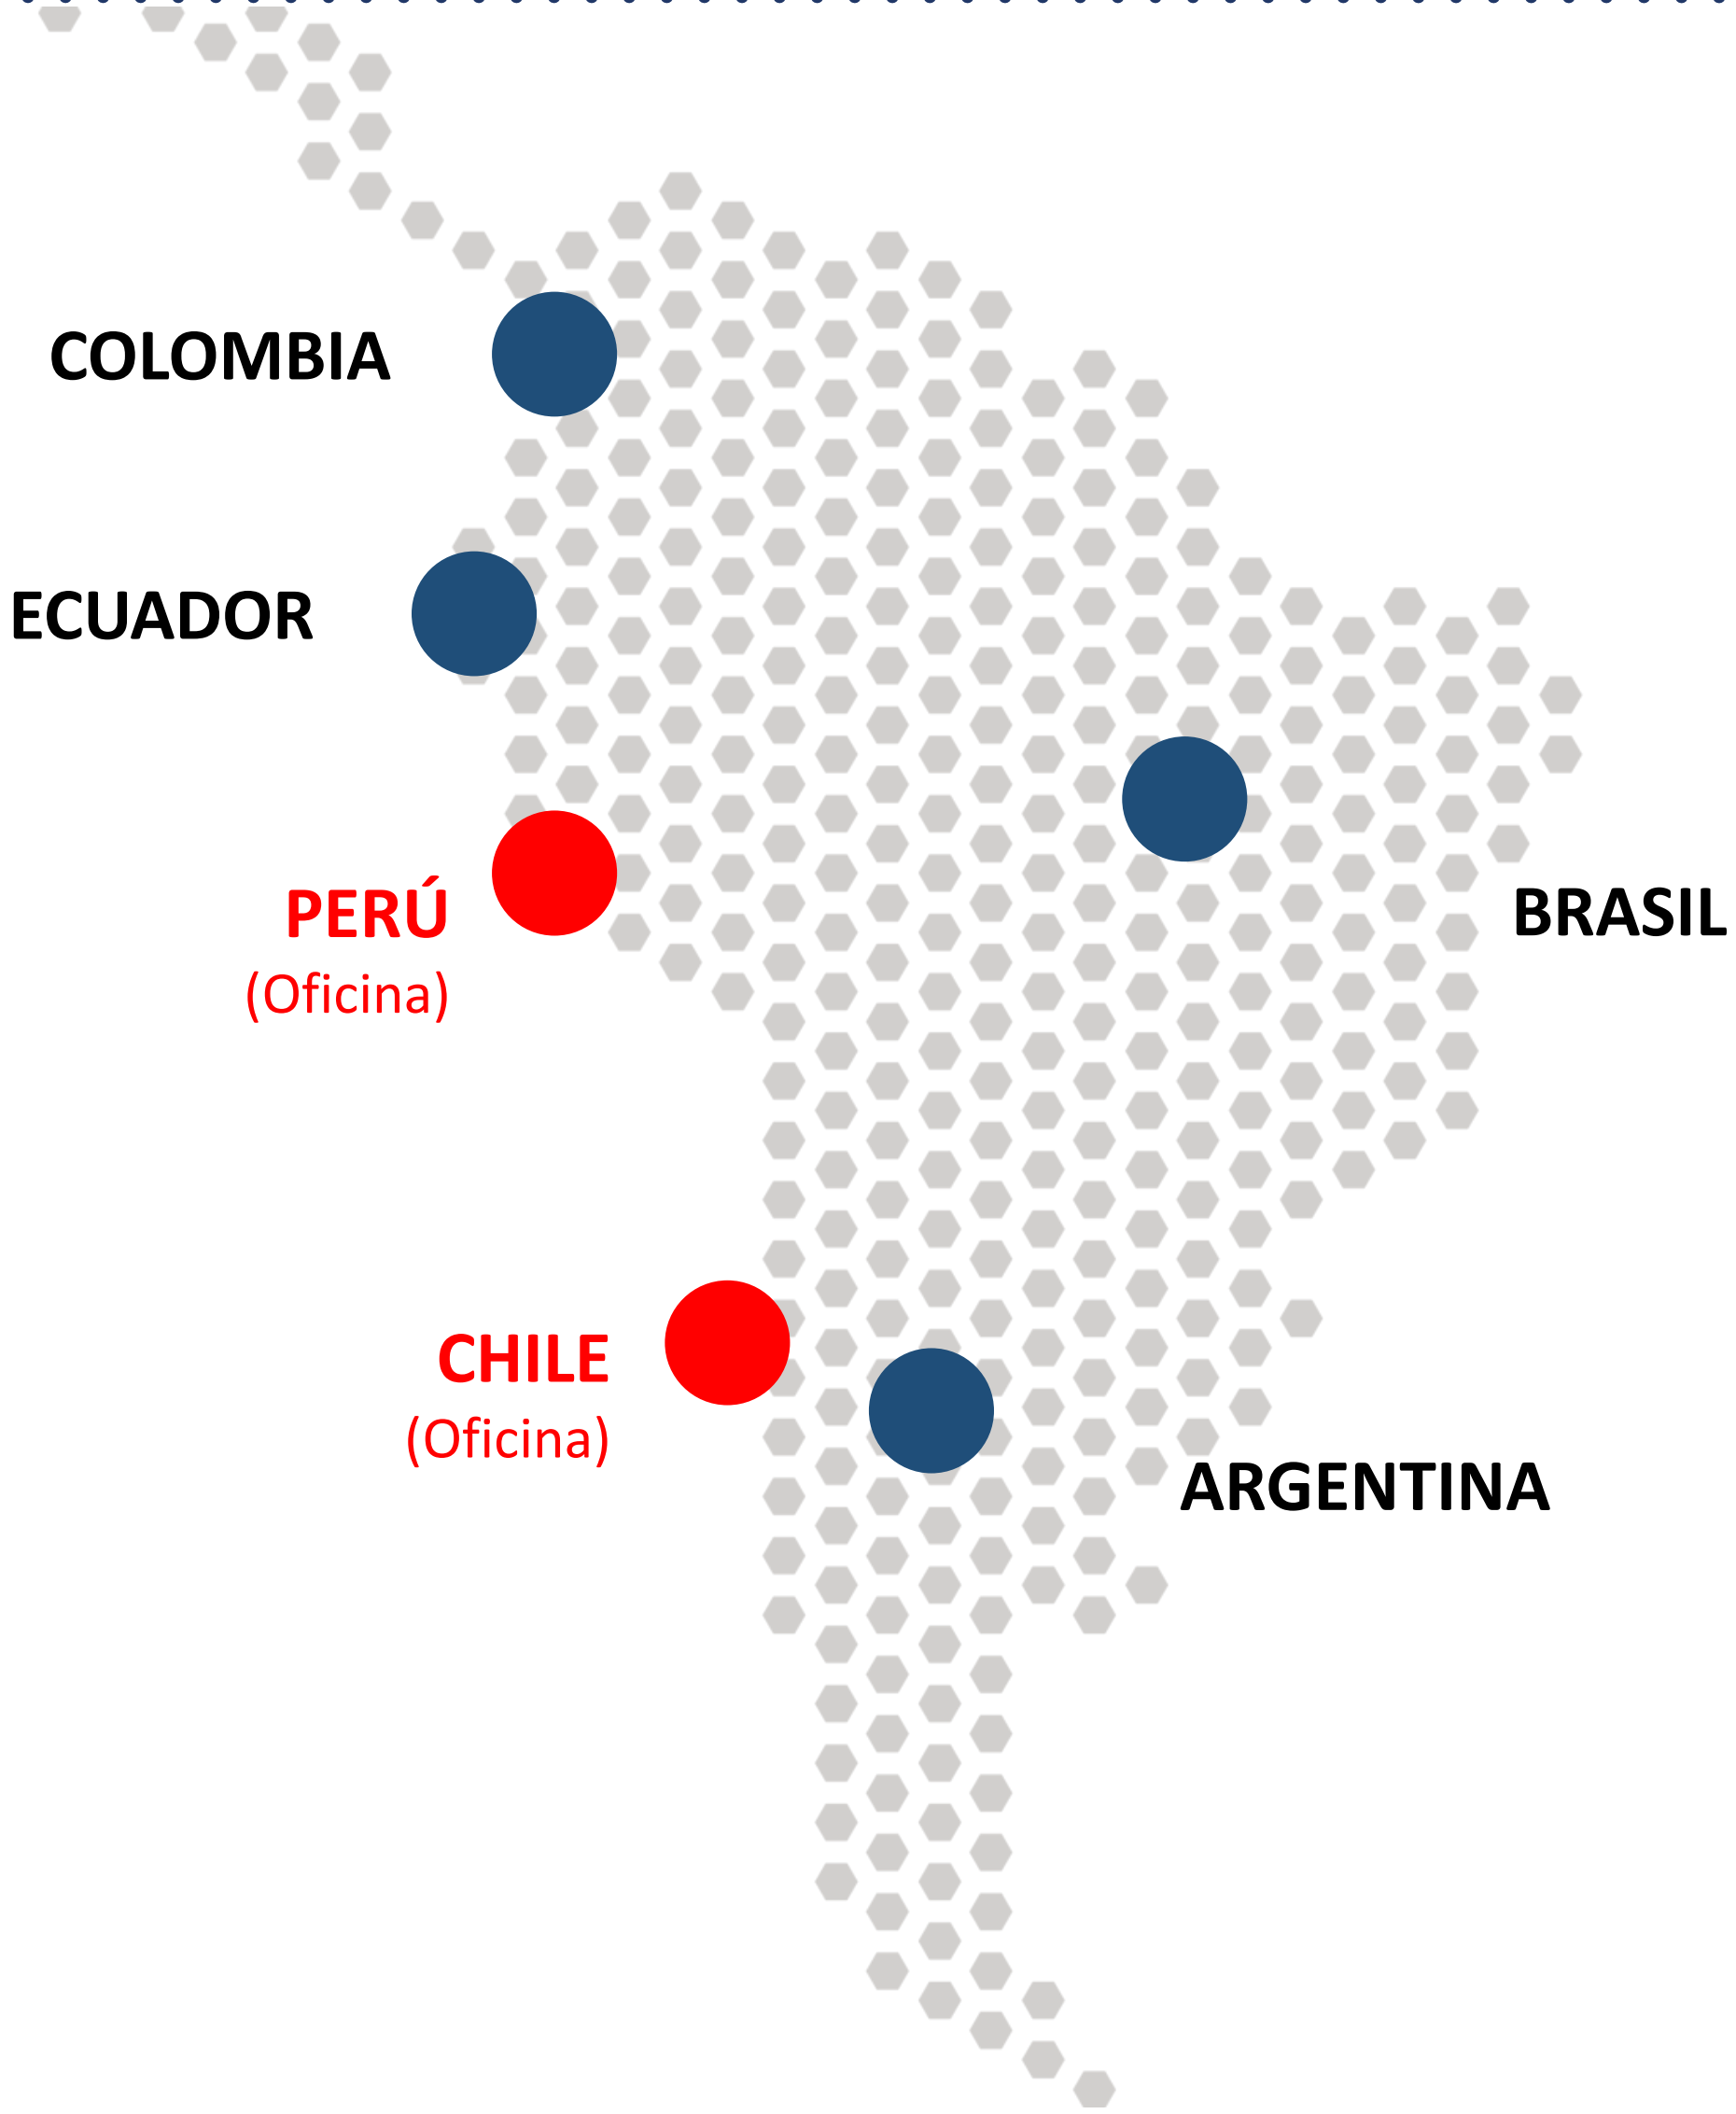 COLOMBIA
ECUADOR
PERÚ
(Oficina)
BRASIL
CHILE
(Oficina)
ARGENTINA